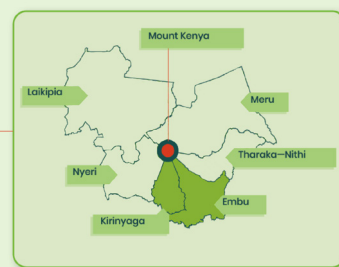 Mount Kenya
Laikipia
Meru
Tharaka—Nithi
Nyeri
Embu
Kirinyaga